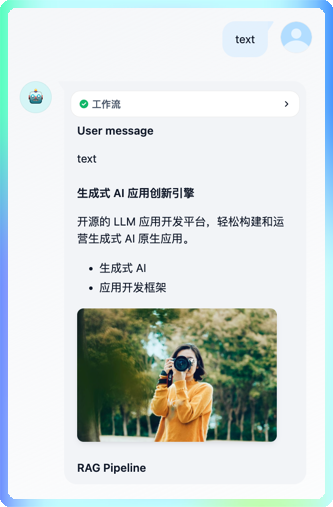 text
工作流
User message
text
生成式 AI 应用创新引擎
开源的 LLM 应用开发平台，轻松构建和运
营生成式 AI 原生应用。
• 生成式 AI
• 应用开发框架
RAG Pipeline